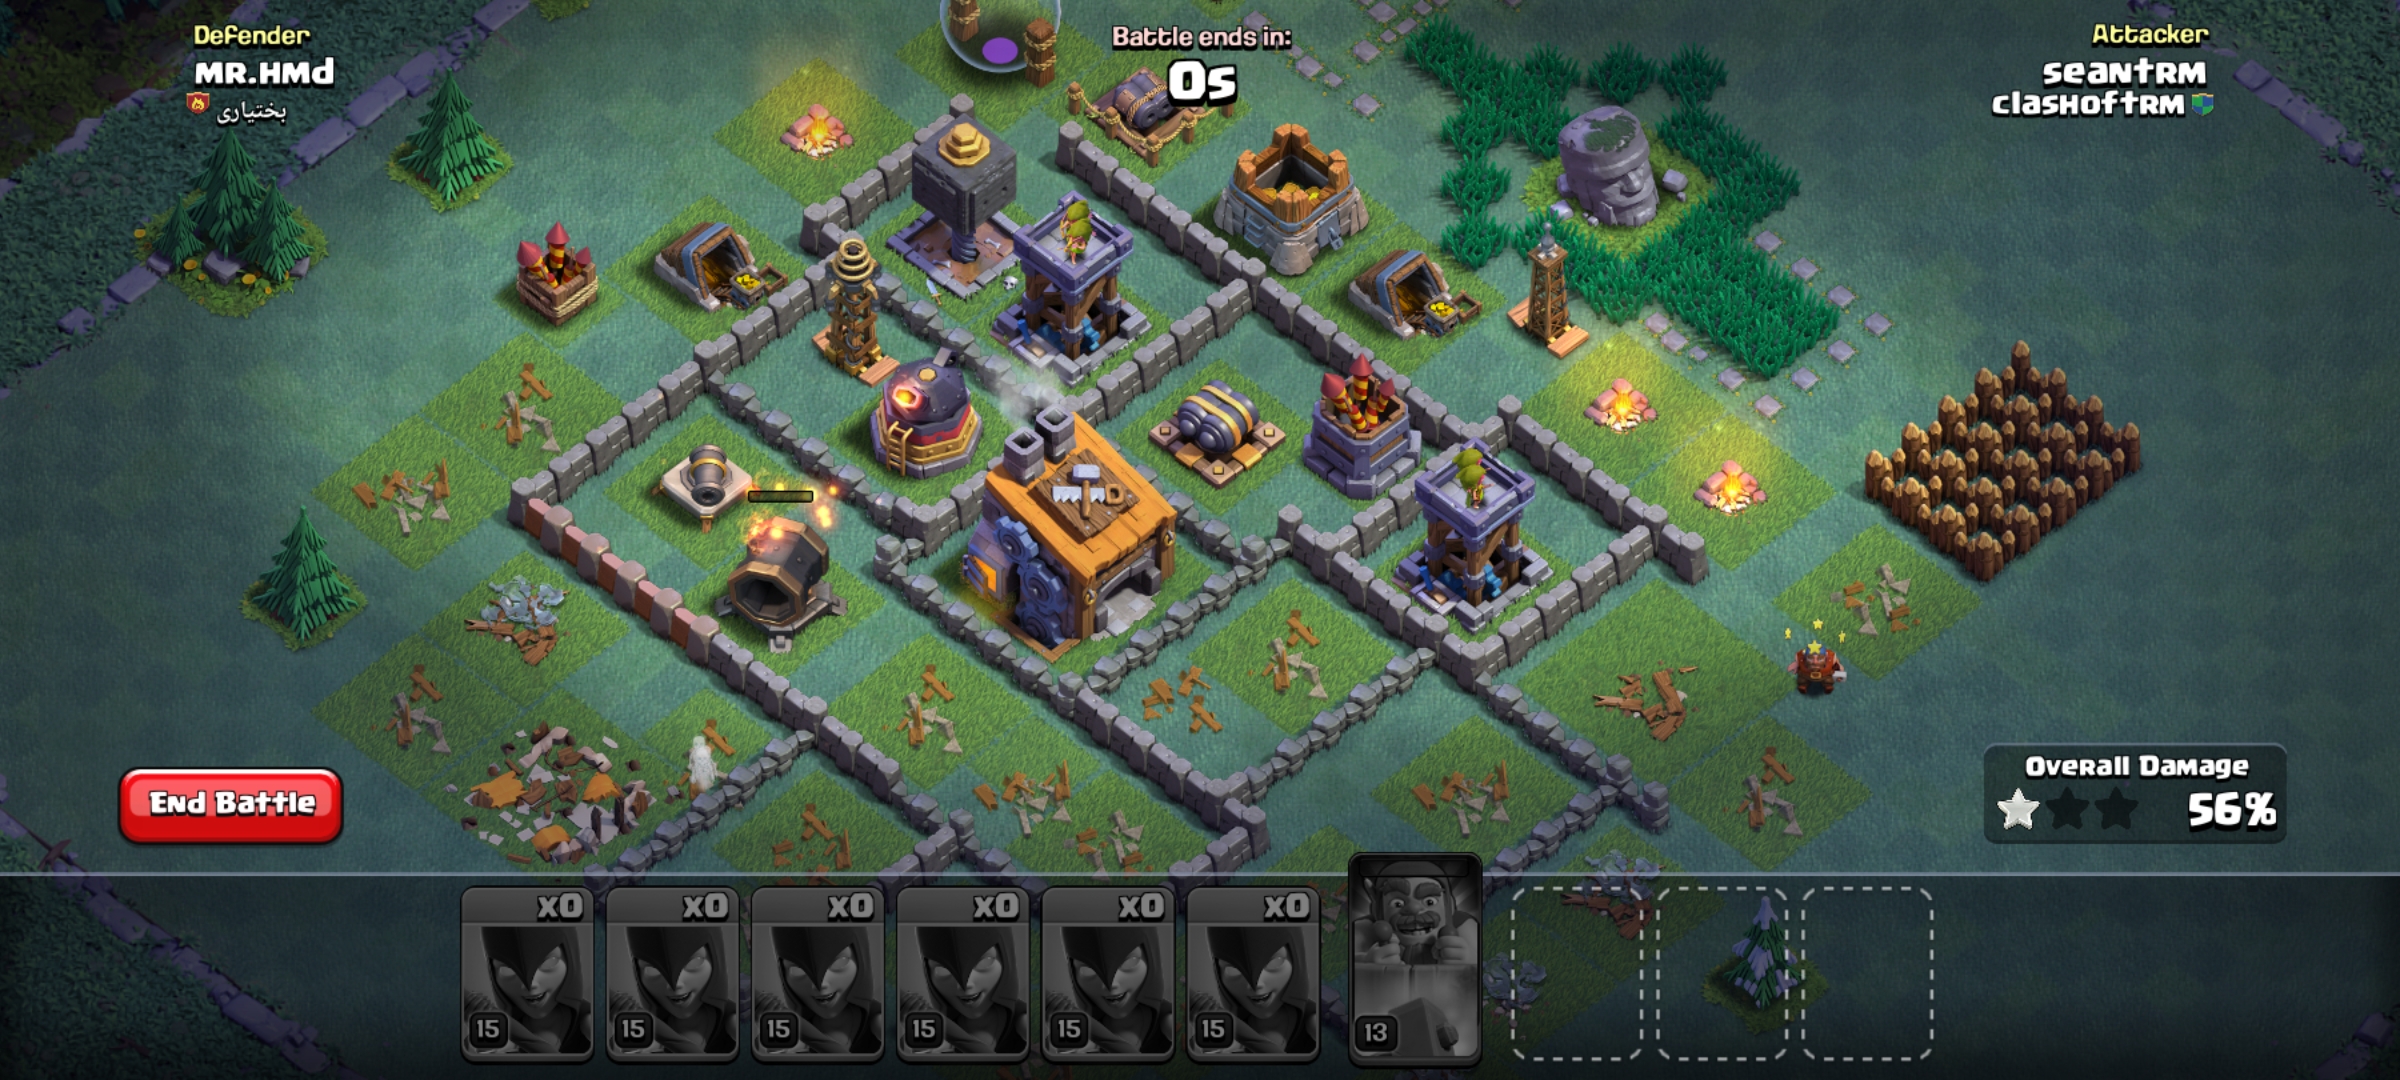 Defender
MR.HMd
بختیاری
Battle ends in:
0s
Attacker
seantRM
clashoftRM
End Battle
Overall Damage
56%
x0
x0
x0
x0
x0
x0
15
15
15
15
15
15
13